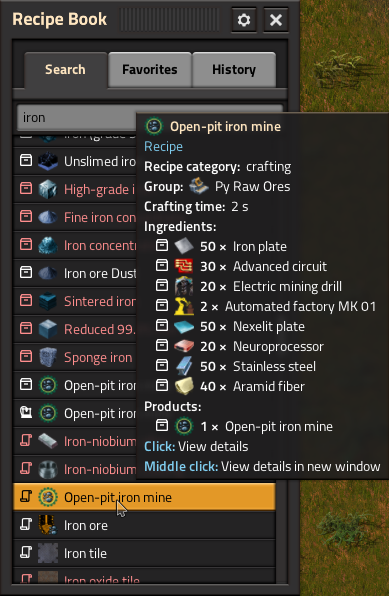 Recipe Book
Search
Favorites
History
iron
Unslimed iro
High-grade i
Fine iron con
Iron concentr
Iron ore Dust
Sintered iror
Reduced 99.
Sponge iron
Open-pit iror
Open-pit iror
Iron-niobium
Iron-niobium
Open-pit iron mine
Iron ore
Iron tile
Iron oxide tile
Open-pit iron mine
Recipe
Recipe category: crafting
Group: Py Raw Ores
Crafting time: 2 s
Ingredients:
50 × Iron plate
30 × Advanced circuit
20 × Electric mining drill
2 × Automated factory MK 01
50 × Nexelit plate
20 × Neuroprocessor
50 × Stainless steel
40 × Aramid fiber
Products:
1 × Open-pit iron mine
Click: View details
Middle click: View details in new window